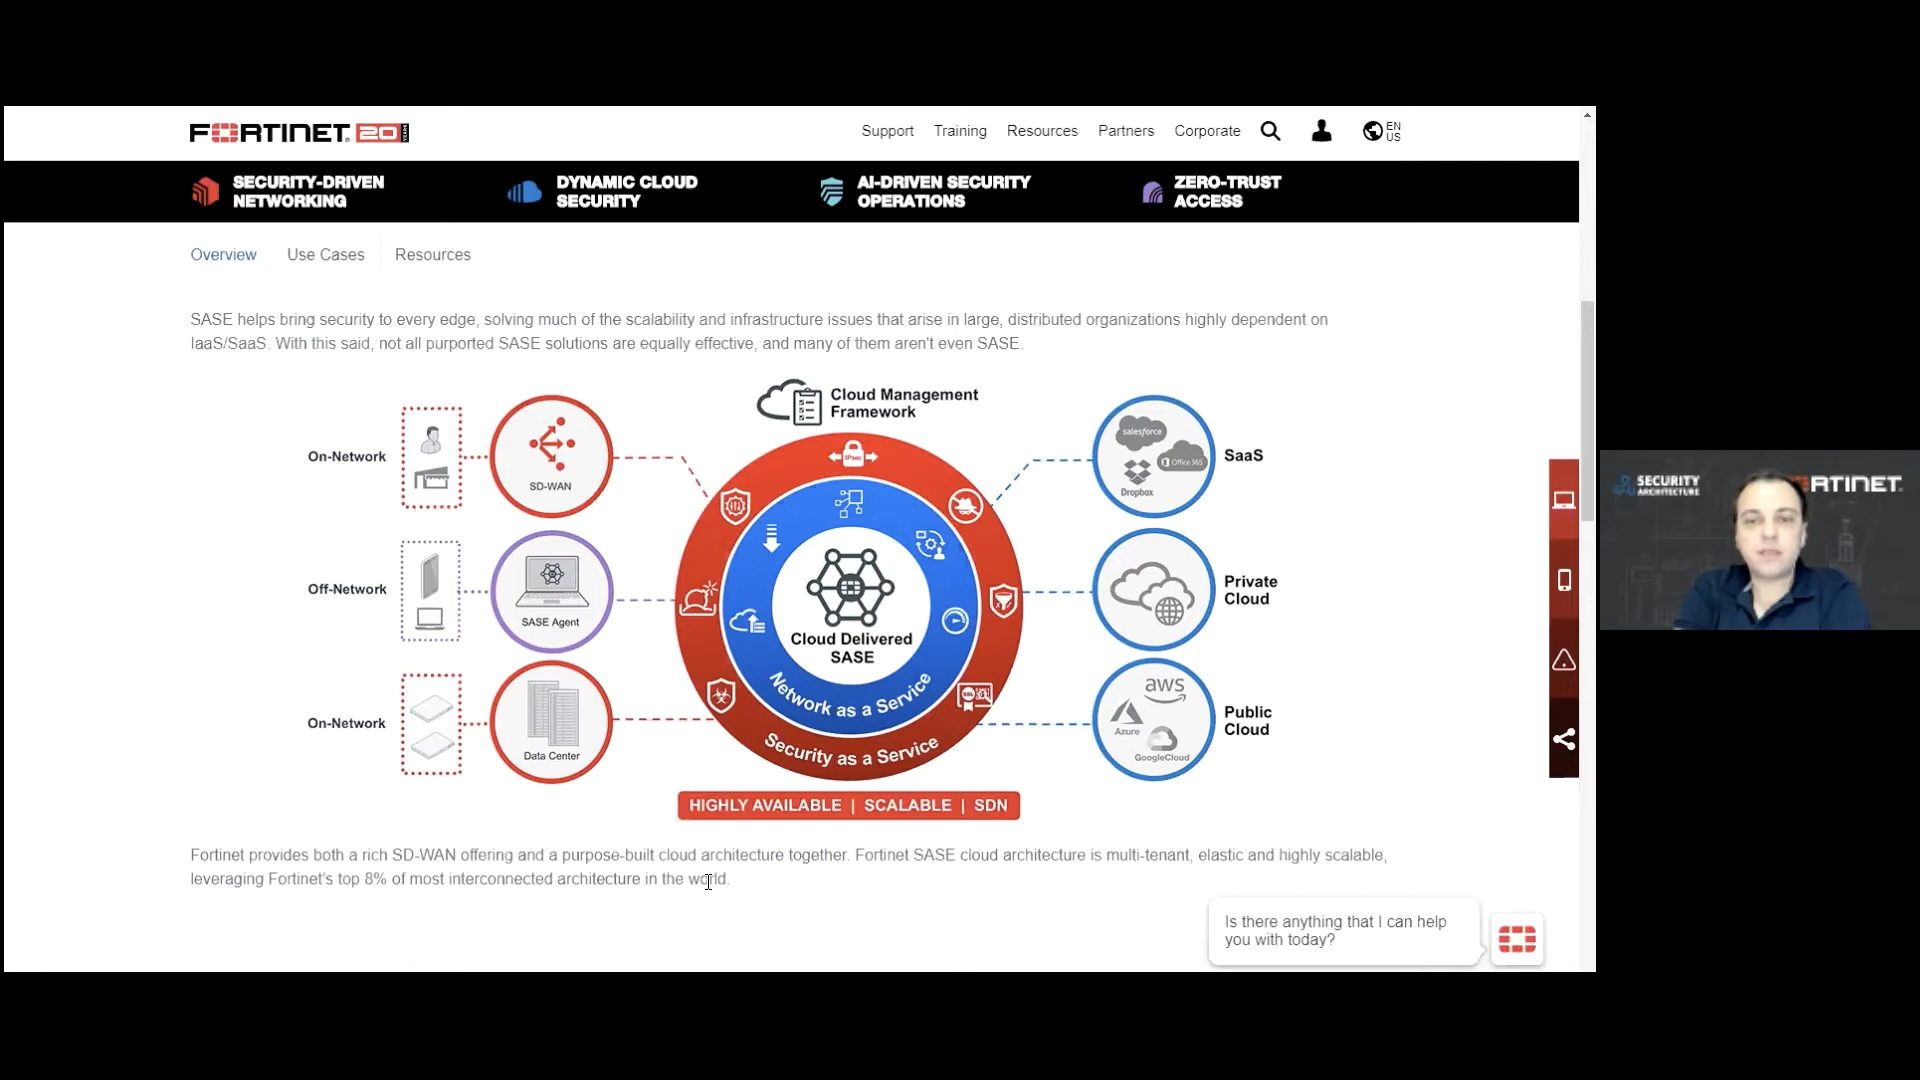 FORTINET 20
Support Training Resources Partners Corporate EN US
SECURITY-DRIVEN NETWORKING
DYNAMIC CLOUD SECURITY
AI-DRIVEN SECURITY OPERATIONS
ZERO-TRUST ACCESS
Overview Use Cases Resources
SASE helps bring security to every edge, solving much of the scalability and infrastructure issues that arise in large, distributed organizations highly dependent on
IaaS/SaaS. With this said, not all purported SASE solutions are equally effective, and many of them aren't even SASE.
Cloud Management
Framework
On-Network
SD-WAN
IPsec
salesforce
Office 365
Dropbox
SaaS
Off-Network
SASE Agent
Cloud Delivered
SASE
Network as a Service
Security as a Service
SSL
Private
Cloud
On-Network
Data Center
aws
Azure
GoogleCloud
Public
Cloud
HIGHLY AVAILABLE | SCALABLE | SDN
Fortinet provides both a rich SD-WAN offering and a purpose-built cloud architecture together. Fortinet SASE cloud architecture is multi-tenant, elastic and highly scalable,
leveraging Fortinet's top 8% of most interconnected architecture in the world.
Is there anything that I can help
you with today?
SECURITY
ARCHITECTURE
RTINET